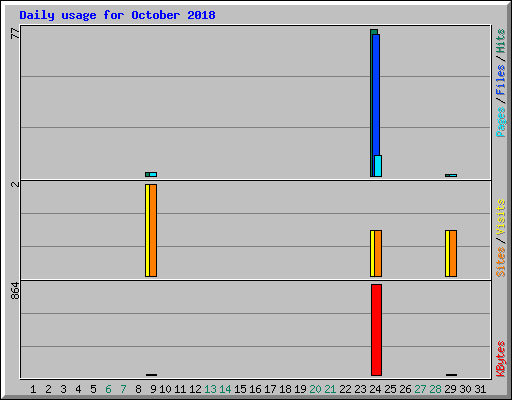 Daily usage for October 2018
77
Pages / Files / Hits
2
Sites / Visits
864
KBytes
1 2 3 4 5 6 7 8 9 10 11 12 13 14 15 16 17 18 19 20 21 22 23 24 25 26 27 28 29 30 31